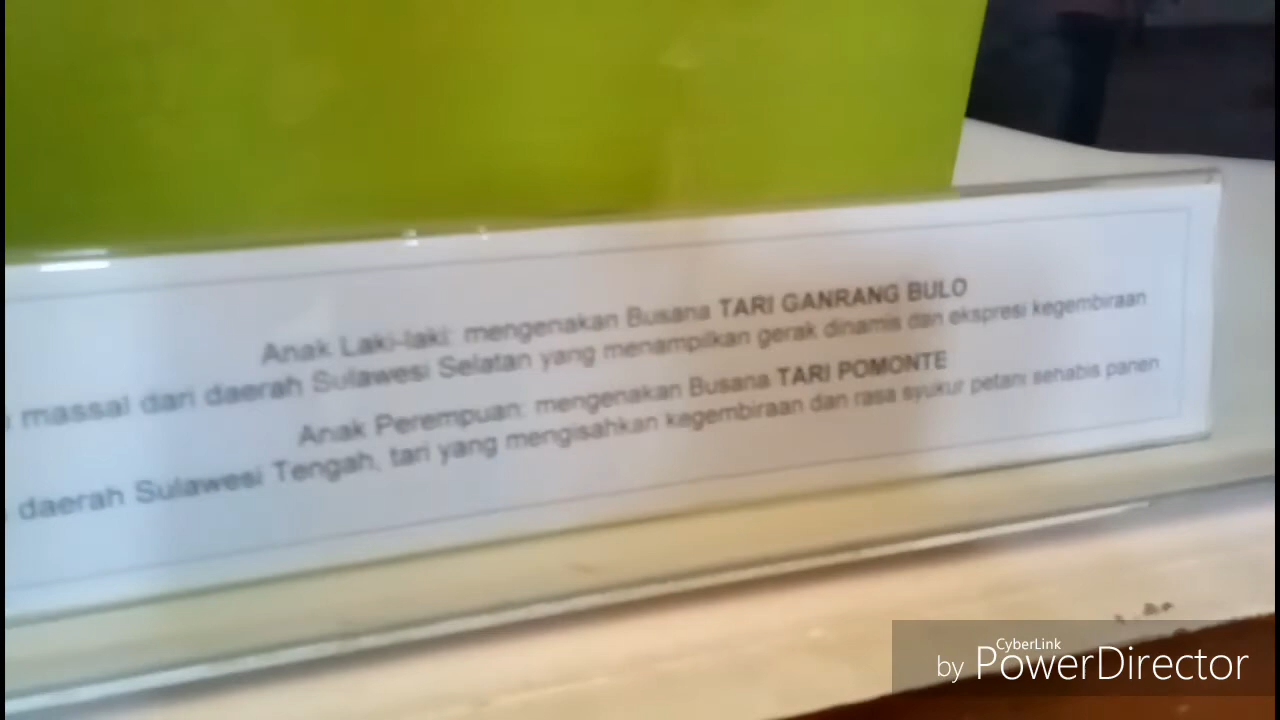 Anak Laki-laki: mengenakan Busana TARI GANRANG BULO
massal dari daerah Sulawesi Selatan yang menampilkan gerak dinamis dan ekspresi kegembiraan
Anak Perempuan: mengenakan Busana TARI POMONTE
daerah Sulawesi Tengah, tari yang mengisahkan kegembiraan dan rasa syukur petani sehabis panen
CyberLink
by PowerDirector